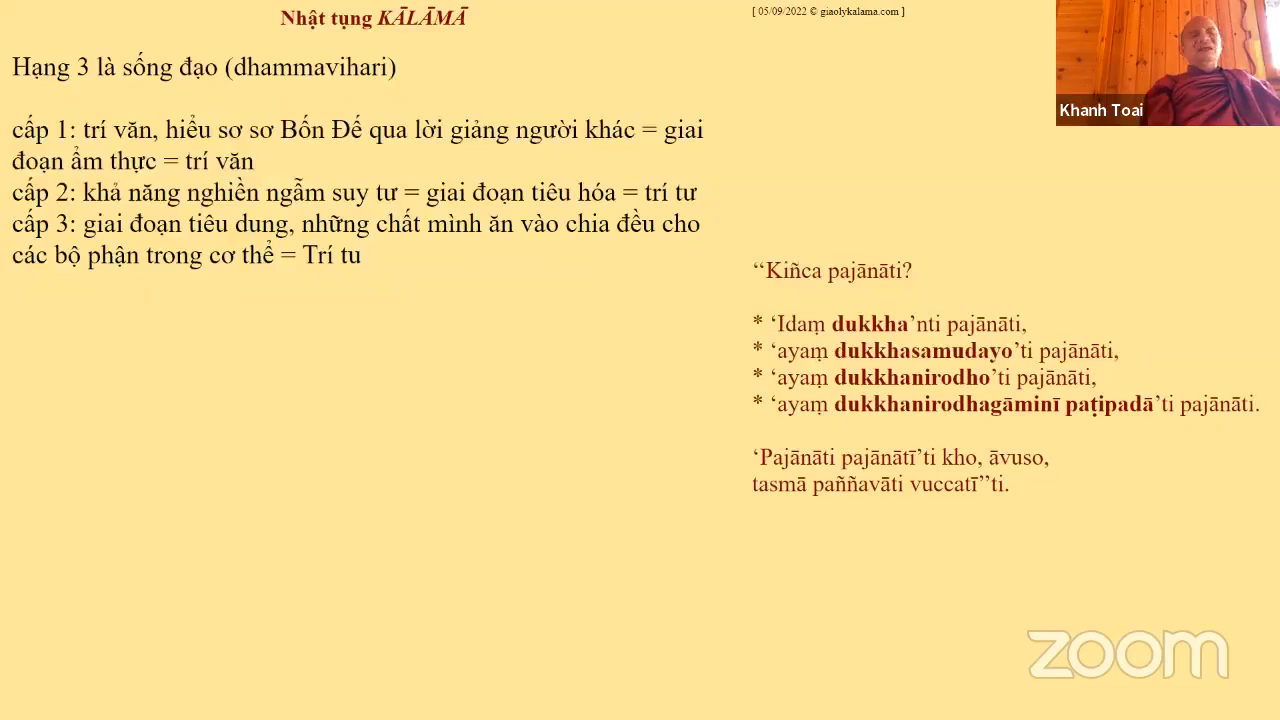 Nhật tụng KĀLĀMĀ
[ 05/09/2022 © giaolykalama.com ]
Khanh Toai
Hạng 3 là sống đạo (dhammavihari)
cấp 1: trí văn, hiểu sơ sơ Bốn Đế qua lời giảng người khác = giai
đoạn ẩm thực = trí văn
cấp 2: khả năng nghiền ngẫm suy tư = giai đoạn tiêu hóa = trí tư
cấp 3: giai đoạn tiêu dung, những chất mình ăn vào chia đều cho
các bộ phận trong cơ thể = Trí tu
‘‘Kiñca pajānāti?
* ‘Idaṃ dukkha’nti pajānāti,
* ‘ayaṃ dukkhasamudayo’ti pajānāti,
* ‘ayaṃ dukkhanirodho’ti pajānāti,
* ‘ayaṃ dukkhanirodhagāminī paṭipadā’ti pajānāti.
‘Pajānāti pajānātī’ti kho, āvuso,
tasmā paññavāti vuccatī’’ti.
zoom